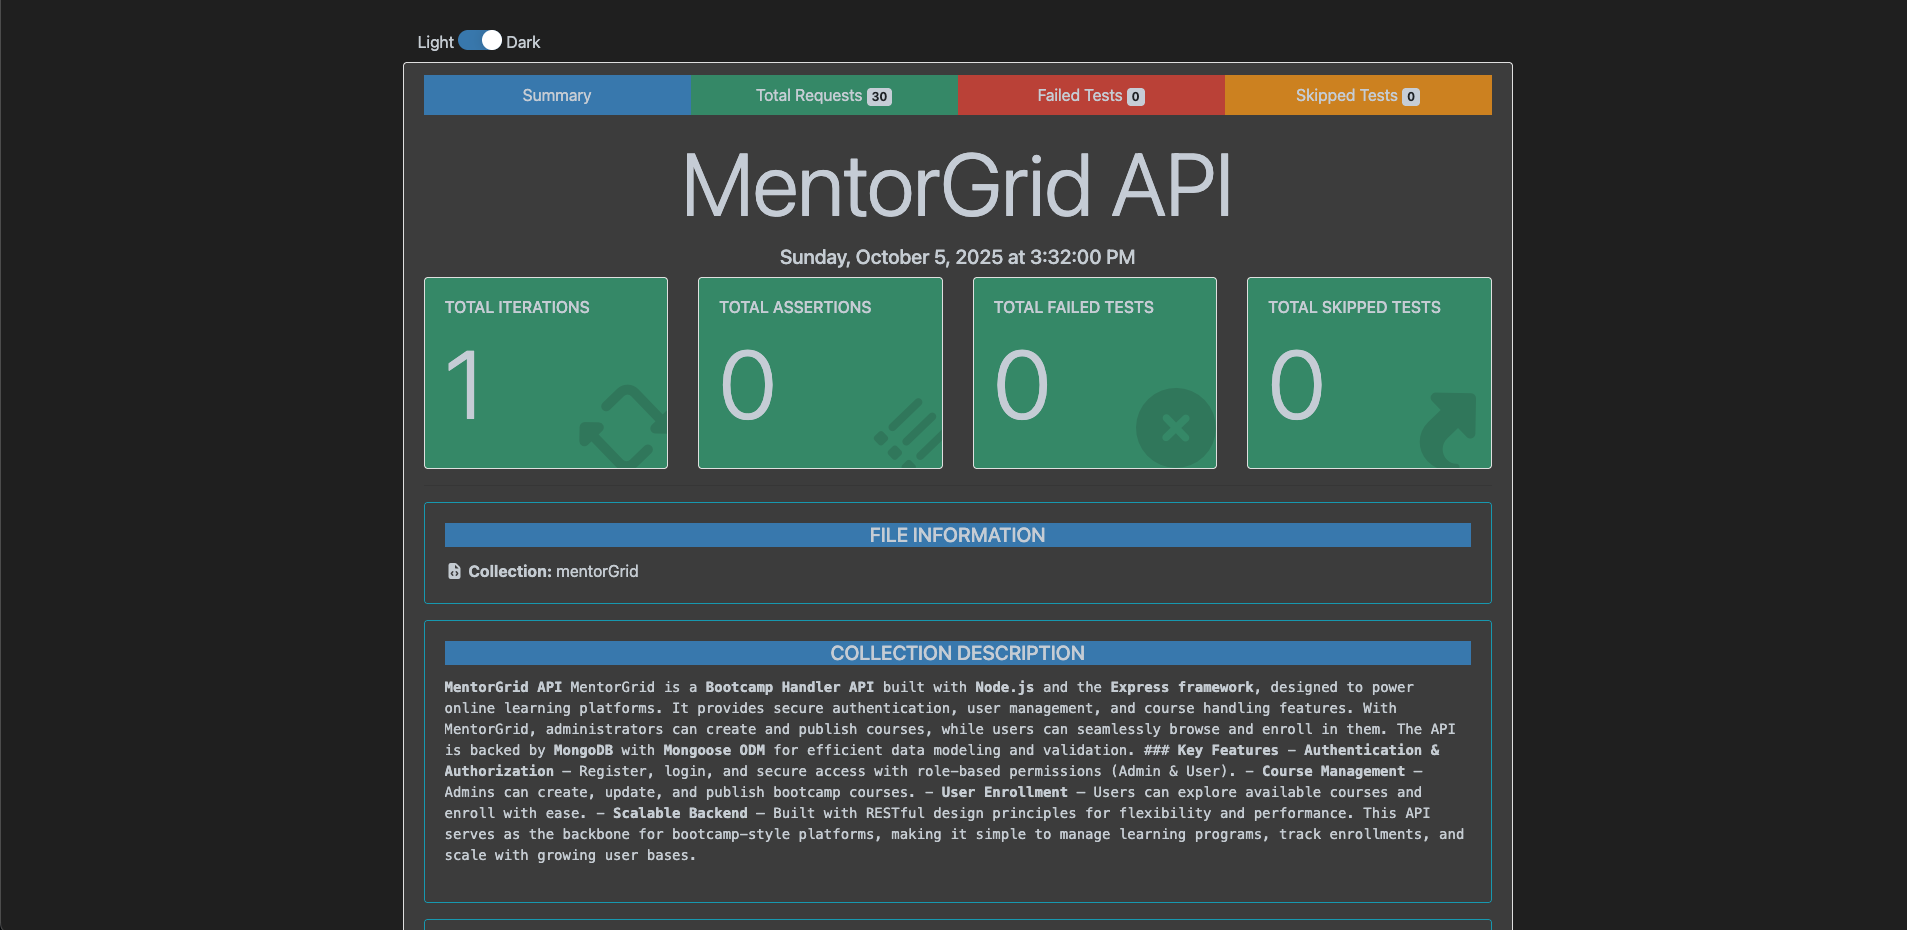 Light Dark
Summary
Total Requests 30
Failed Tests 0
Skipped Tests 0
MentorGrid API
Sunday, October 5, 2025 at 3:32:00 PM
TOTAL ITERATIONS
1
TOTAL ASSERTIONS
0
TOTAL FAILED TESTS
0
TOTAL SKIPPED TESTS
0
FILE INFORMATION
Collection: mentorGrid
COLLECTION DESCRIPTION
MentorGrid API MentorGrid is a Bootcamp Handler API built with Node.js and the Express framework, designed to power
online learning platforms. It provides secure authentication, user management, and course handling features. With
MentorGrid, administrators can create and publish courses, while users can seamlessly browse and enroll in them. The API
is backed by MongoDB with Mongoose ODM for efficient data modeling and validation. ### Key Features - Authentication &
Authorization – Register, login, and secure access with role-based permissions (Admin & User). - Course Management –
Admins can create, update, and publish bootcamp courses. - User Enrollment – Users can explore available courses and
enroll with ease. - Scalable Backend – Built with RESTful design principles for flexibility and performance. This API
serves as the backbone for bootcamp-style platforms, making it simple to manage learning programs, track enrollments, and
scale with growing user bases.